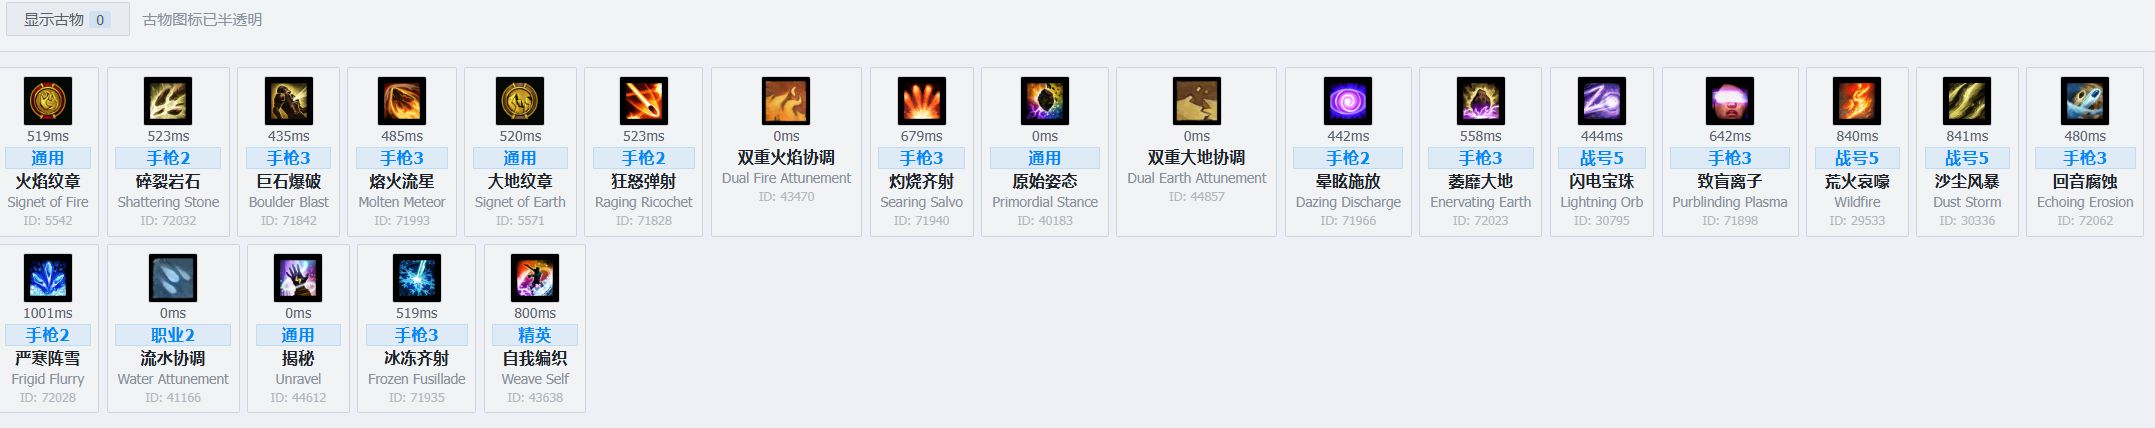 显示古物 0 古物图标已半透明
519ms
通用
火焰纹章
Signet of Fire
ID: 5542
523ms
手枪2
碎裂岩石
Shattering Stone
ID: 72032
435ms
手枪3
巨石爆破
Boulder Blast
ID: 71842
485ms
手枪3
熔火流星
Molten Meteor
ID: 71993
520ms
通用
大地纹章
Signet of Earth
ID: 5571
523ms
手枪2
狂怒弹射
Raging Ricochet
ID: 71828
0ms
双重火焰协调
Dual Fire Attunement
ID: 43470
679ms
手枪3
灼烧齐射
Searing Salvo
ID: 71940
0ms
通用
原始姿态
Primordial Stance
ID: 40183
0ms
双重大地协调
Dual Earth Attunement
ID: 44857
442ms
手枪2
晕眩施放
Dazing Discharge
ID: 71966
558ms
手枪3
萎靡大地
Enervating Earth
ID: 72023
444ms
战号5
闪电宝珠
Lightning Orb
ID: 30795
642ms
手枪3
致盲离子
Purblinding Plasma
ID: 71898
840ms
战号5
荒火哀嚎
Wildfire
ID: 29533
841ms
战号5
沙尘风暴
Dust Storm
ID: 30336
480ms
手枪3
回音腐蚀
Echoing Erosion
ID: 72062
1001ms
手枪2
严寒阵雪
Frigid Flurry
ID: 72028
0ms
职业2
流水协调
Water Attunement
ID: 41166
0ms
通用
揭秘
Unravel
ID: 44612
519ms
手枪3
冰冻齐射
Frozen Fusillade
ID: 71935
800ms
精英
自我编织
Weave Self
ID: 43638